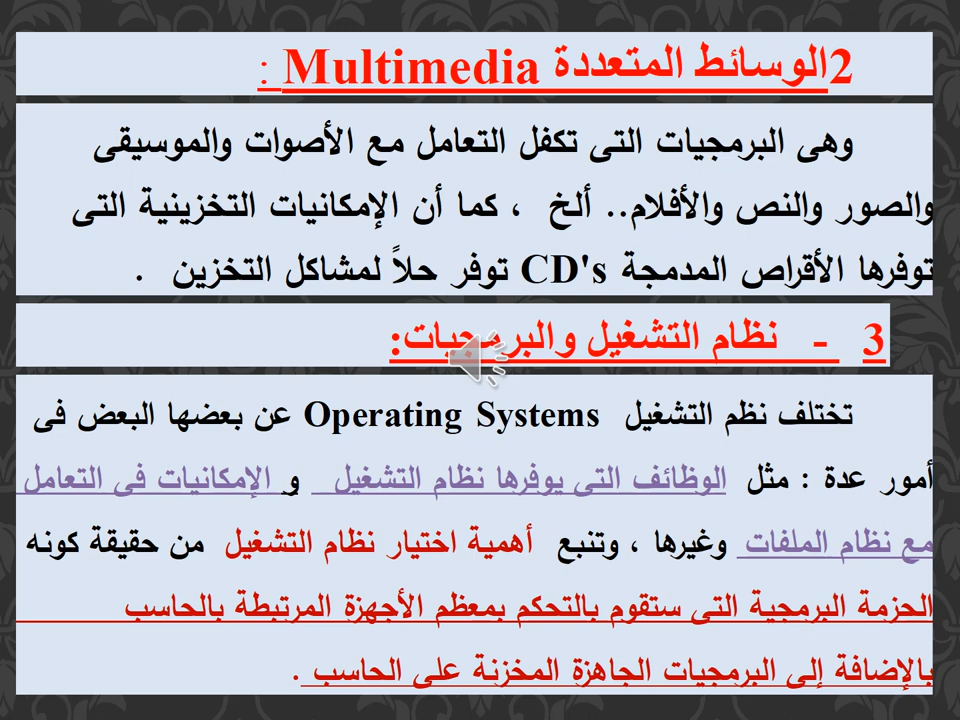 2الوسائط المتعددة Multimedia :
وهى البرمجيات التى تكفل التعامل مع الأصوات والموسيقى
والصور والنص والأفلام.. ألخ ، كما أن الإمكانيات التخزينية التى
توفرها الأقراص المدمجة CD's توفر حلاً لمشاكل التخزين .
3 - نظام التشغيل والبرمجيات:
تختلف نظم التشغيل Operating Systems عن بعضها البعض فى
أمور عدة : مثل الوظائف التى يوفرها نظام التشغيل و الإمكانيات فى التعامل
مع نظام الملفات وغيرها ، وتنبع أهمية اختيار نظام التشغيل من حقيقة كونه
الحزمة البرمجية التى ستقوم بالتحكم بمعظم الأجهزة المرتبطة بالحاسب
بالإضافة إلى البرمجيات الجاهزة المخزنة على الحاسب .